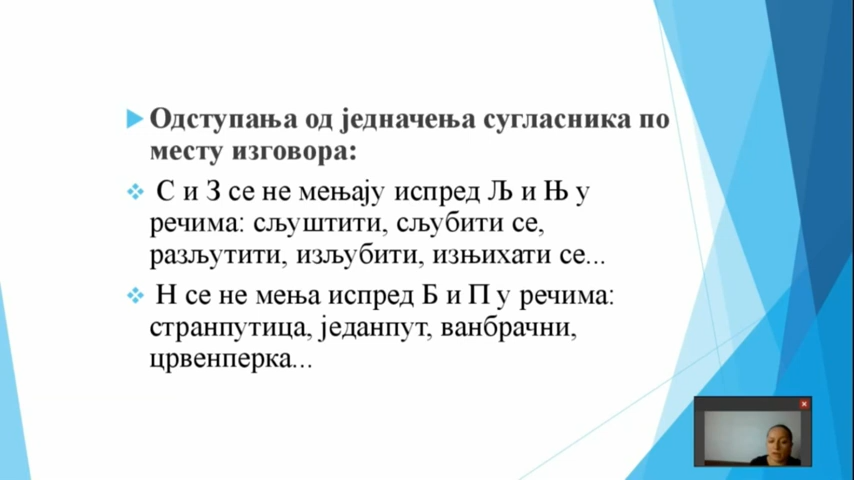 Одступања од једначења сугласника по
месту изговора:
С и З се не мењају испред Љ и Њ у
речима: сљуштити, сљубити се,
разљутити, изљубити, изњихати се...
Н се не мења испред Б и П у речима:
странпутица, једанпут, ванбрачни,
црвенперка...